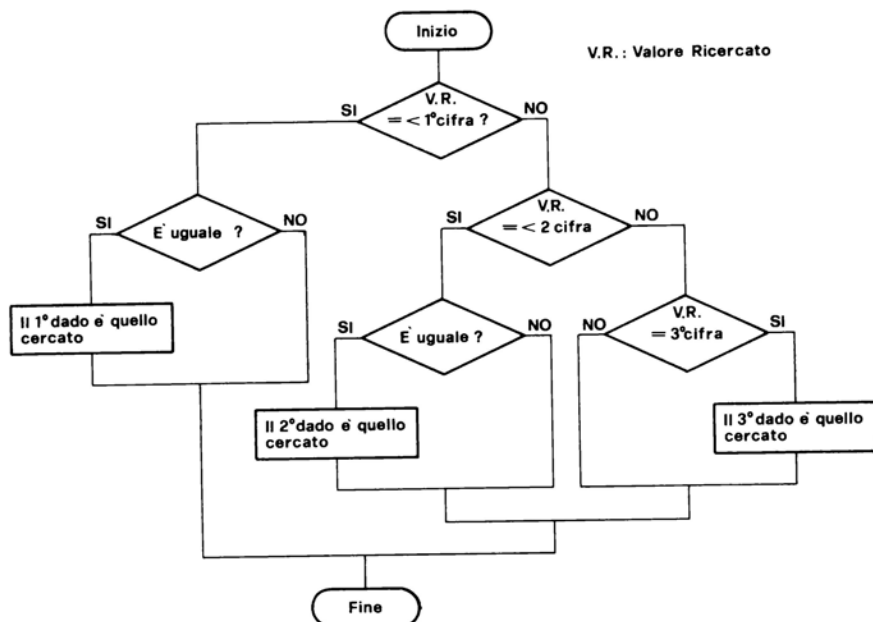 Inizio
V.R.: Valore Ricercato
V.R.
SI
NO
=< 1° cifra ?
V.R.
SI
E' uguale ?
NO
SI
=< 2 cifra
NO
V.R.
Il 1° dado e' quello
cercato
SI
E' uguale ?
NO
NO
= 3° cifra
SI
Il 2° dado e' quello
cercato
Il 3° dado e' quello
cercato
Fine